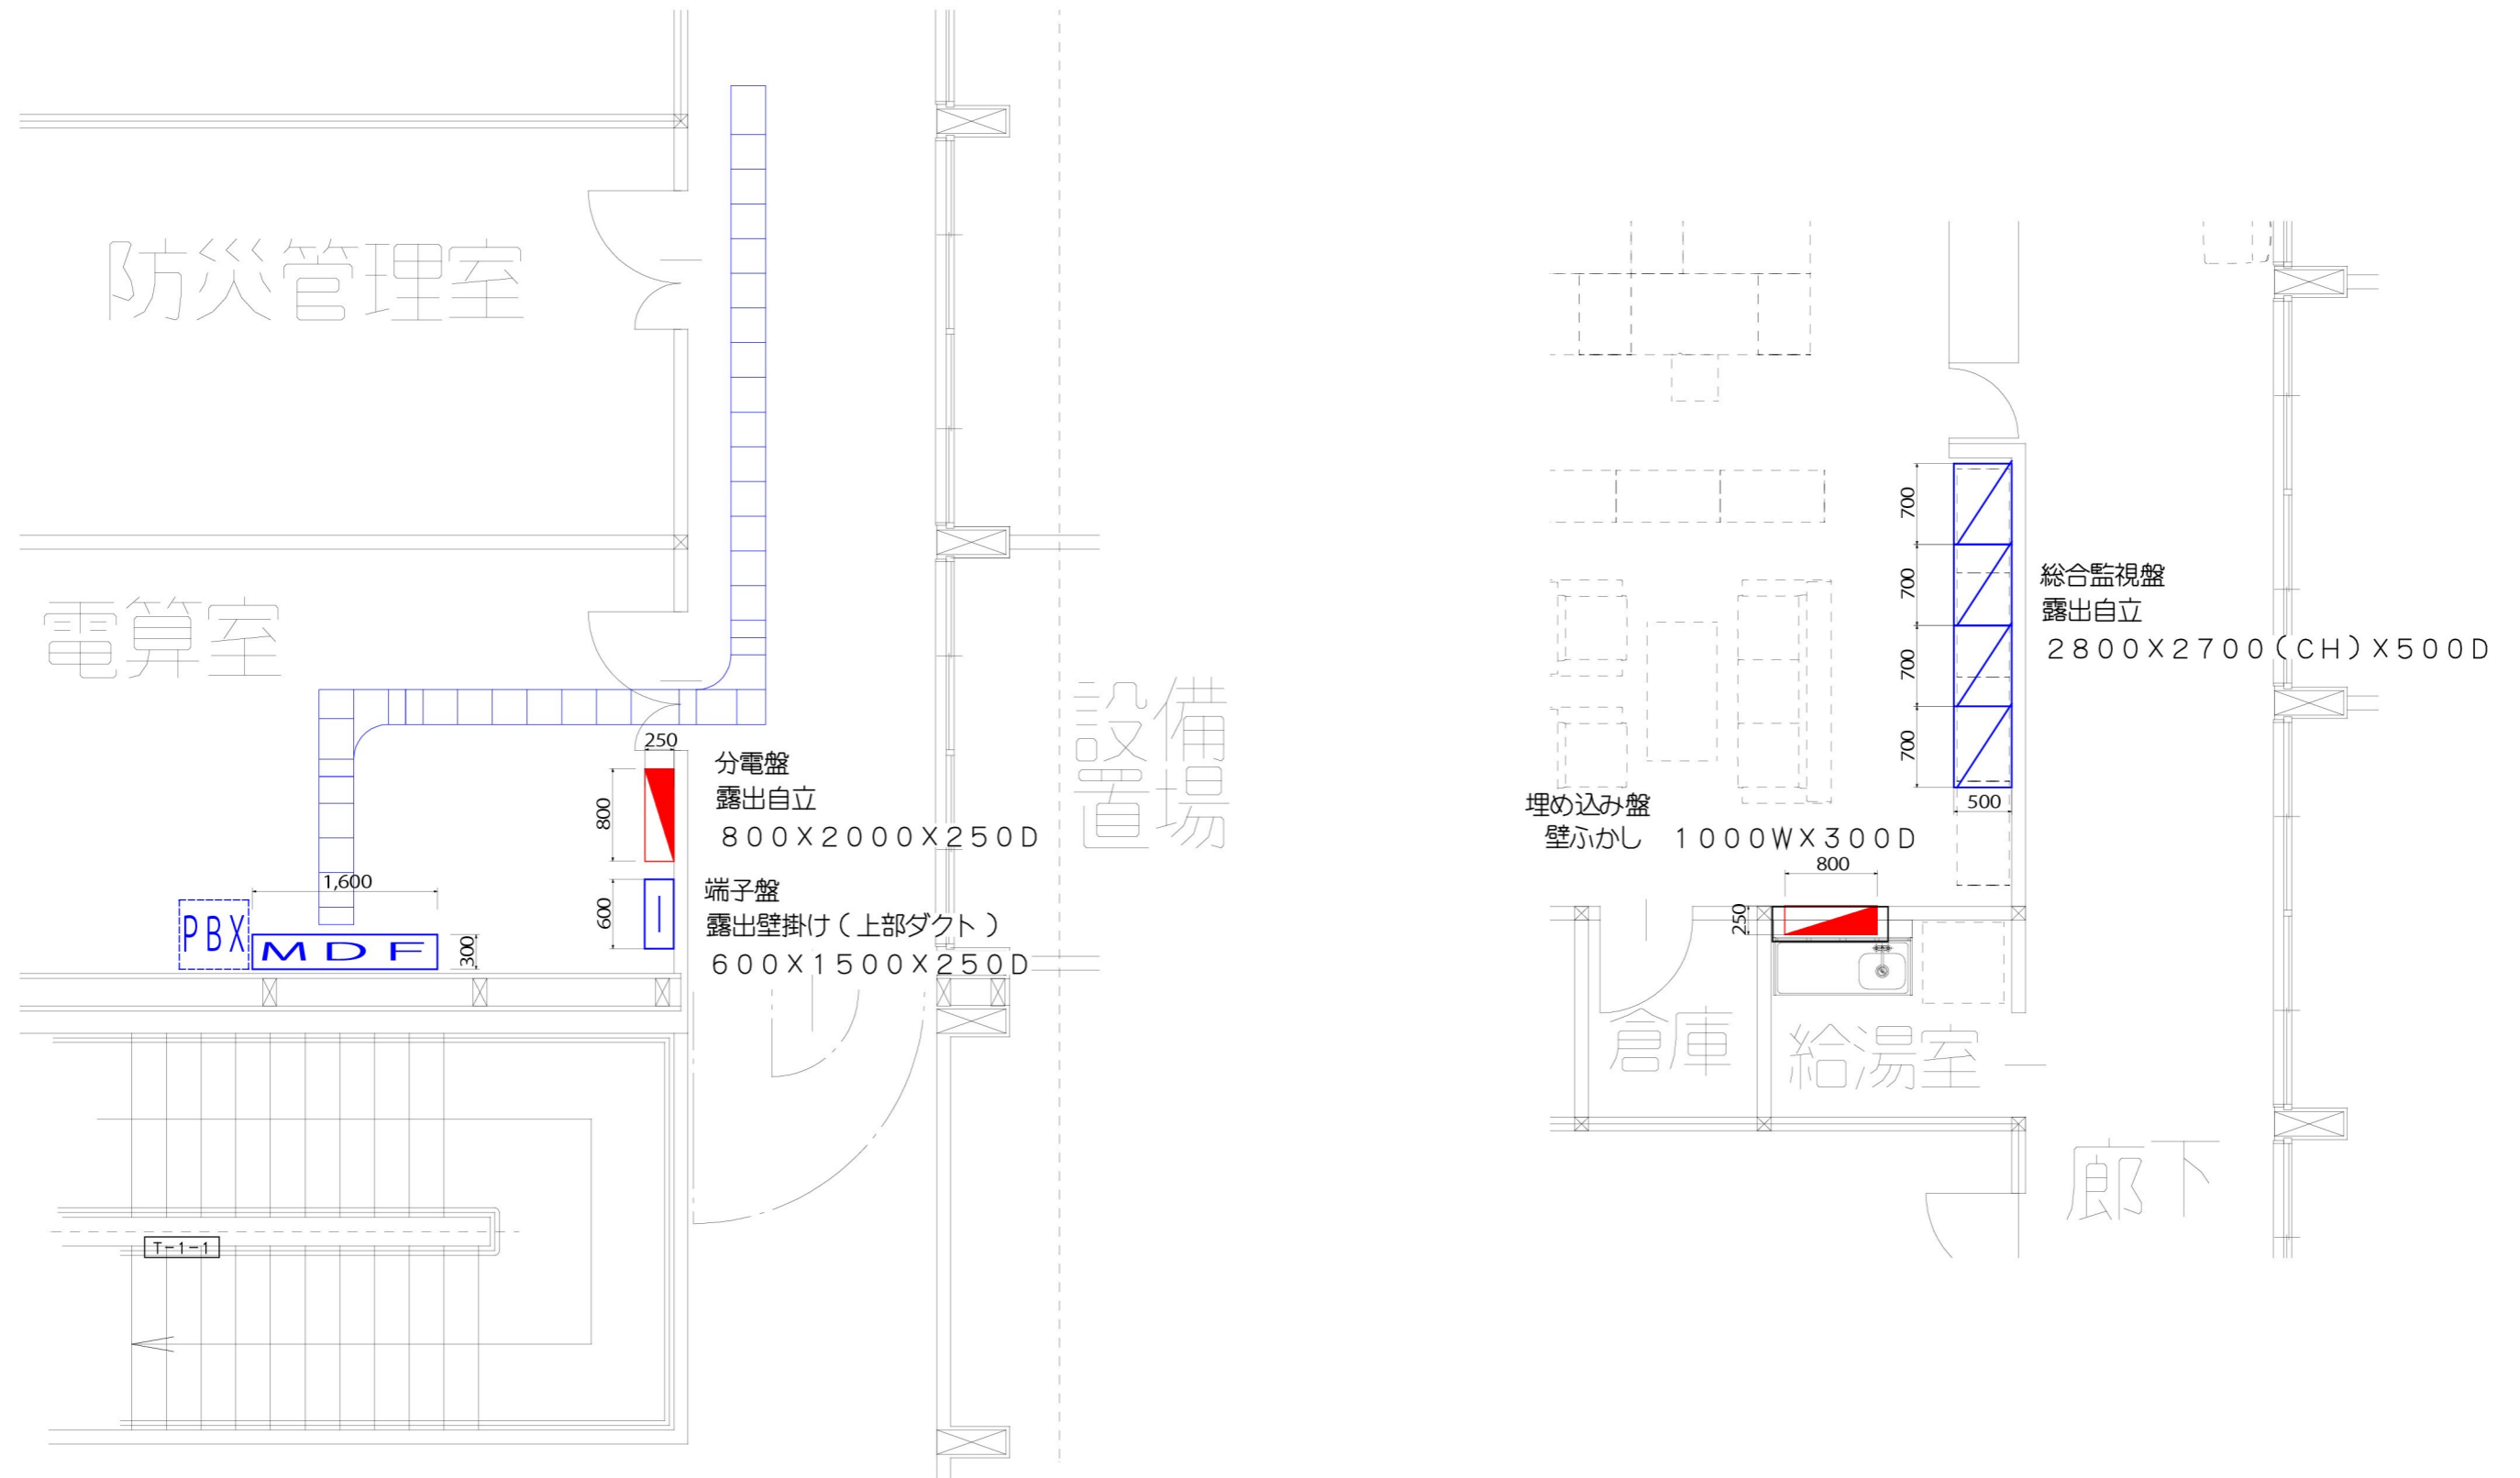 防災管理室
電算室
250
分電盤
露出自立
800X2000X250D
800
1,600
端子盤
露出壁掛け（上部ダクト）
600X1500X250D
600
PBX
MDF
300
設備
置場
T-1-1
700
700
700
700
総合監視盤
露出自立
2800X2700(CH)X500D
500
埋め込み盤
壁ふかし 1000WX300D
800
250
倉庫
給湯室
廊下